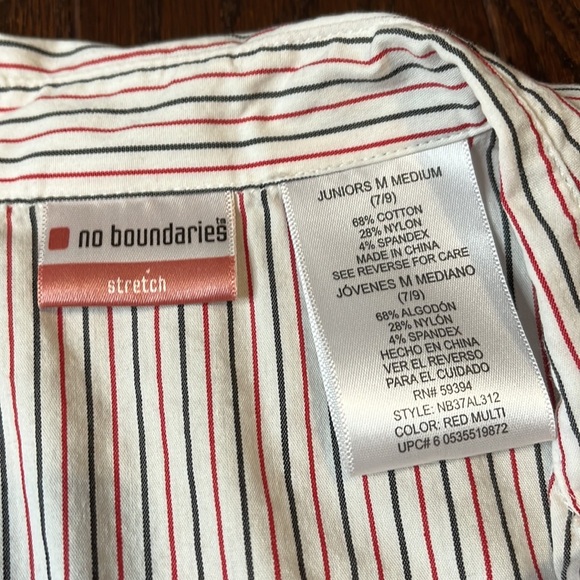 no boundaries
stretch
JUNIORS M MEDIUM
(7/9)
68% COTTON
28% NYLON
4% SPANDEX
MADE IN CHINA
SEE REVERSE FOR CARE
JÓVENES M MEDIANO
(7/9)
68% ALGODÓN
28% NYLÓN
4% SPANDEX
HECHO EN CHINA
VER EL REVERSO
PARA EL CUIDADO
RN# 59394
STYLE: NB37AL312
COLOR: RED MULTI
UPC# 6 0535519872